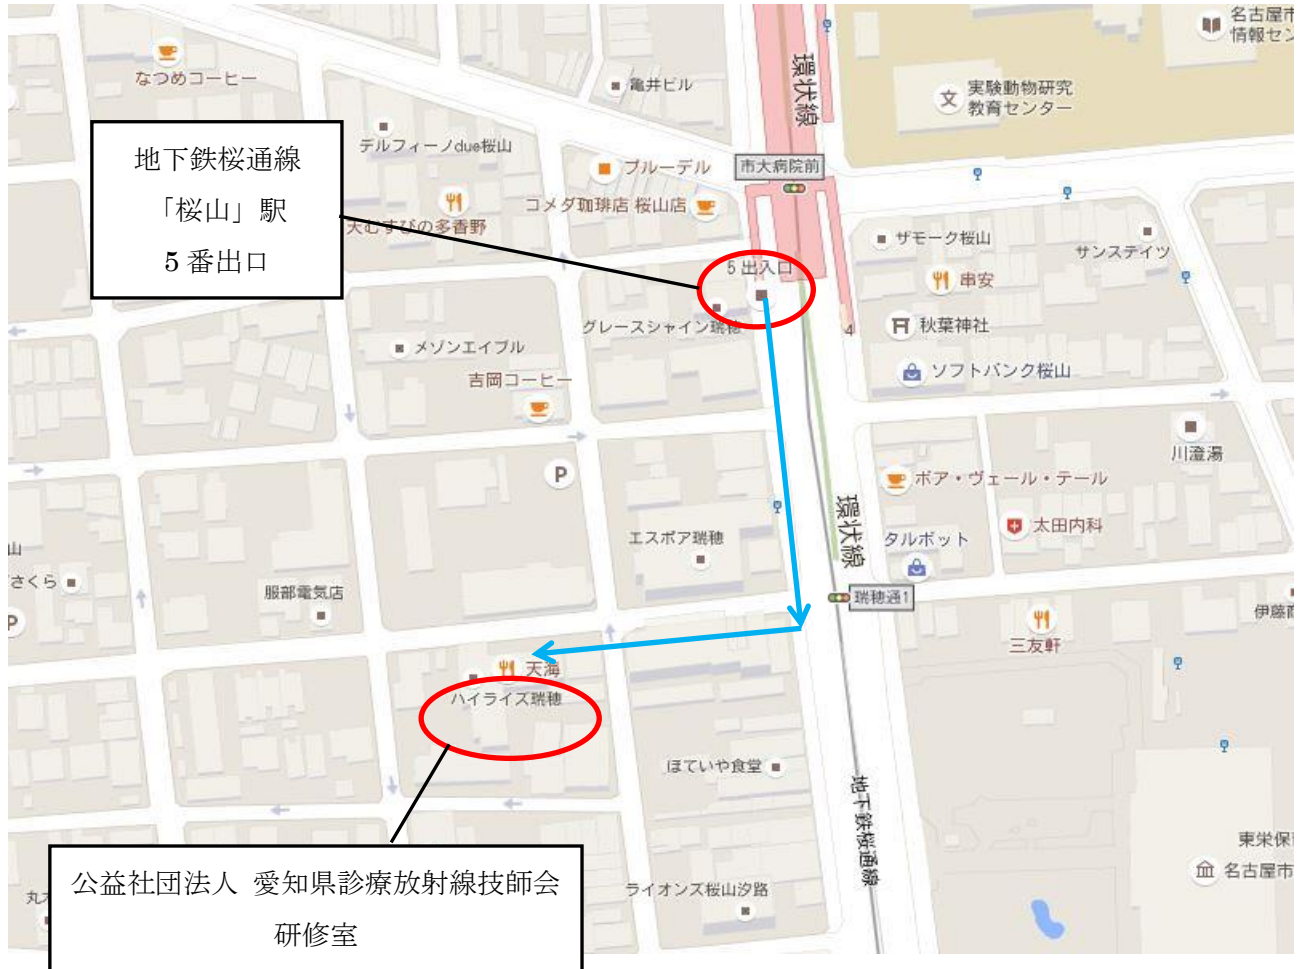 名古屋市
情報セン
なつめコーヒー
亀井ビル
環状線
実験動物研究
教育センター
文
デルフィーノdue桜山
地下鉄桜通線
「桜山」駅
5番出口
ブルーデル
市大病院前
コメダ珈琲店 桜山店
天むすびの多香野
ザモーク桜山
サンステイツ
5出入口
串安
グレースシャイン瑞穂
4
秋葉神社
メゾンエイブル
ソフトバンク桜山
吉岡コーヒー
川澄湯
P
ボア・ヴェール・テール
環状線
太田内科
エスポア瑞穂
タルボット
山
さくら
服部電気店
瑞穂通1
P
伊藤商
三友軒
天海
ハイライズ瑞穂
ほていや食堂
地下鉄桜通線
東栄保
名古屋市
公益社団法人 愛知県診療放射線技師会
研修室
ライオンズ桜山汐路